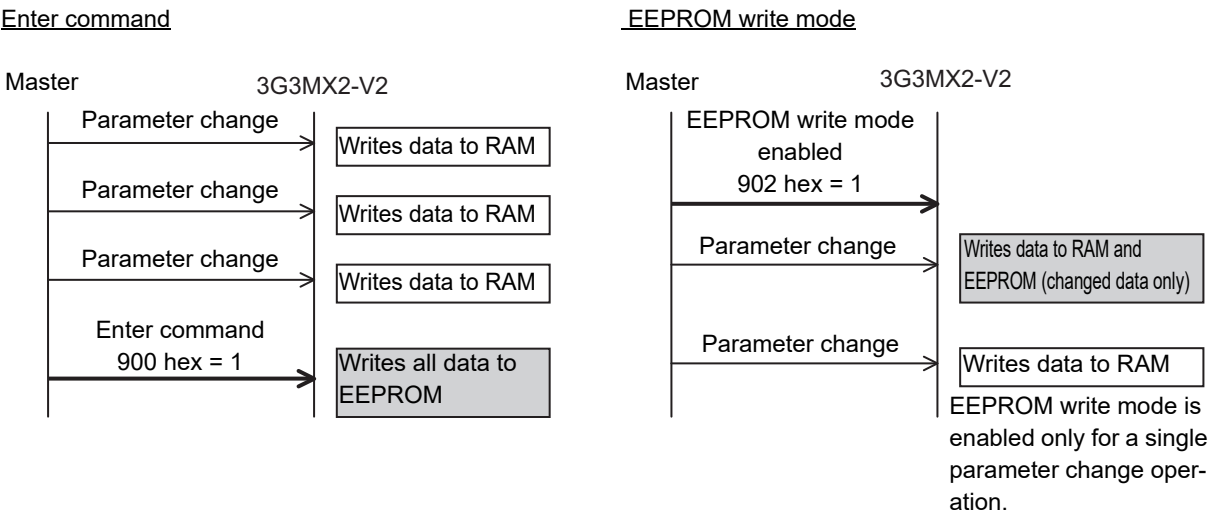 Enter command
Master
3G3MX2-V2
Parameter change
Writes data to RAM
Parameter change
Writes data to RAM
Parameter change
Writes data to RAM
Enter command
900 hex = 1
Writes all data to
EEPROM
EEPROM write mode
Master
3G3MX2-V2
EEPROM write mode
enabled
902 hex = 1
Parameter change
Writes data to RAM and
EEPROM (changed data only)
Parameter change
Writes data to RAM
EEPROM write mode is
enabled only for a single
parameter change oper-
ation.